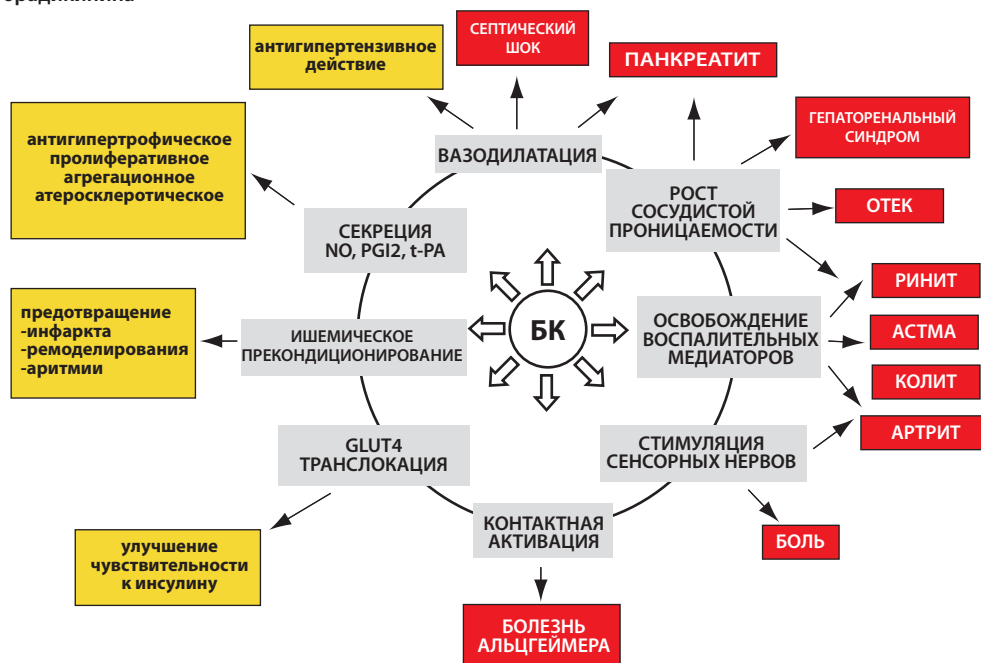 брадикинина
СЕПТИЧЕСКИЙ
ШОК
антигипертензивное
действие
ПАНКРЕАТИТ
антигипертрофическое
пролиферативное
агрегационное
атеросклеротическое
ГЕПАТОРЕНАЛЬНЫЙ
СИНДРОМ
ВАЗОДИЛАТАЦИЯ
РОСТ
СОСУДИСТОЙ
ПРОНИЦАЕМОСТИ
ОТЕК
СЕКРЕЦИЯ
NO, PGI2, t-PA
РИНИТ
предотвращение
-инфаркта
-ремоделирования
-аритмии
ИШЕМИЧЕСКОЕ
ПРЕКОНДИЦИОНИРОВАНИЕ
БК
ОСВОБОЖДЕНИЕ
ВОСПАЛИТЕЛЬНЫХ
МЕДИАТОРОВ
АСТМА
КОЛИТ
АРТРИТ
GLUT4
ТРАНСЛОКАЦИЯ
СТИМУЛЯЦИЯ
СЕНСОРНЫХ НЕРВОВ
КОНТАКТНАЯ
АКТИВАЦИЯ
БОЛЬ
улучшение
чувствительности
к инсулину
БОЛЕЗНЬ
АЛЬЦГЕЙМЕРА